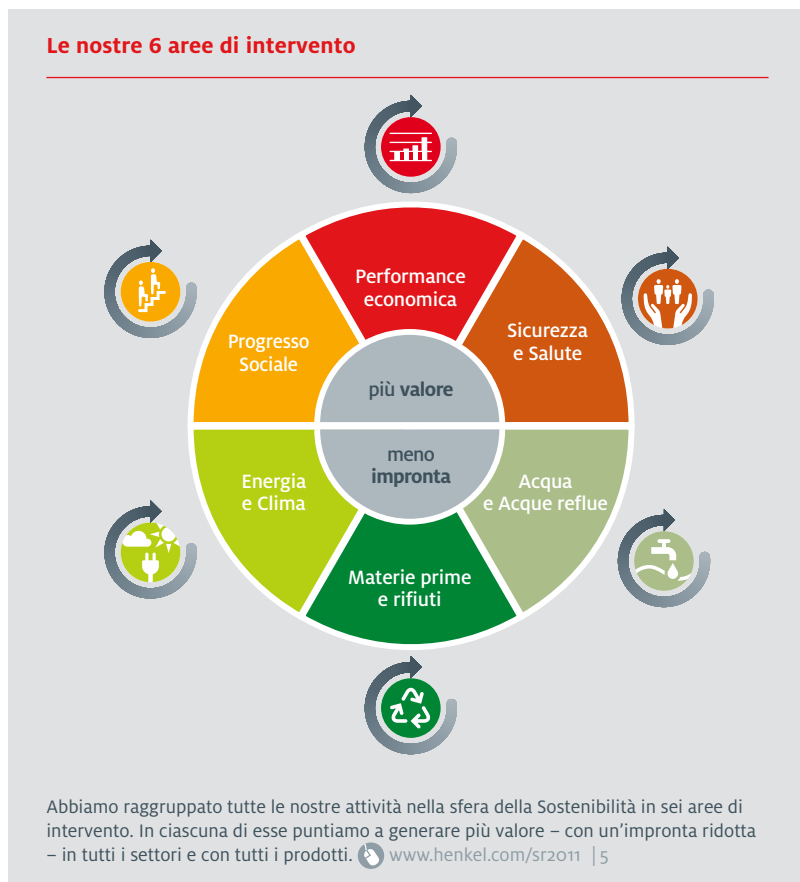 Le nostre 6 aree di intervento
Performance
economica
Progresso
Sociale
Sicurezza
e Salute
più valore
meno
impronta
Energia
e Clima
Acqua
e Acque reflue
Materie prime
e rifiuti
Abbiamo raggruppato tutte le nostre attività nella sfera della Sostenibilità in sei aree di
intervento. In ciascuna di esse puntiamo a generare più valore – con un'impronta ridotta
– in tutti i settori e con tutti i prodotti. www.henkel.com/sr2011 | 5